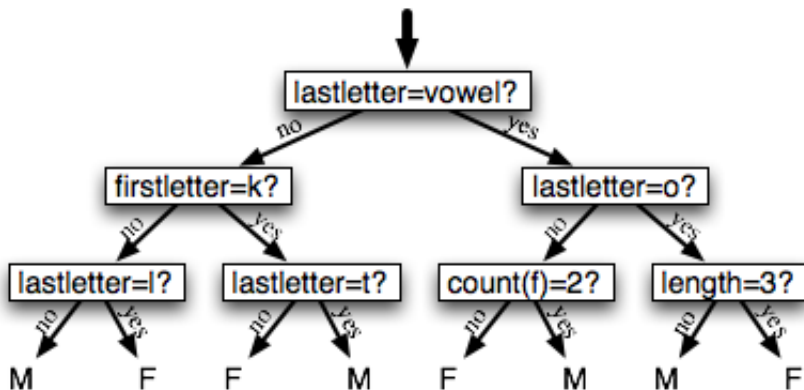 lastletter=vowel?
no yes
firstletter=k? lastletter=o?
no yes no yes
lastletter=l? lastletter=t? count(f)=2? length=3?
no yes no yes no yes no yes
M F F M F M M F